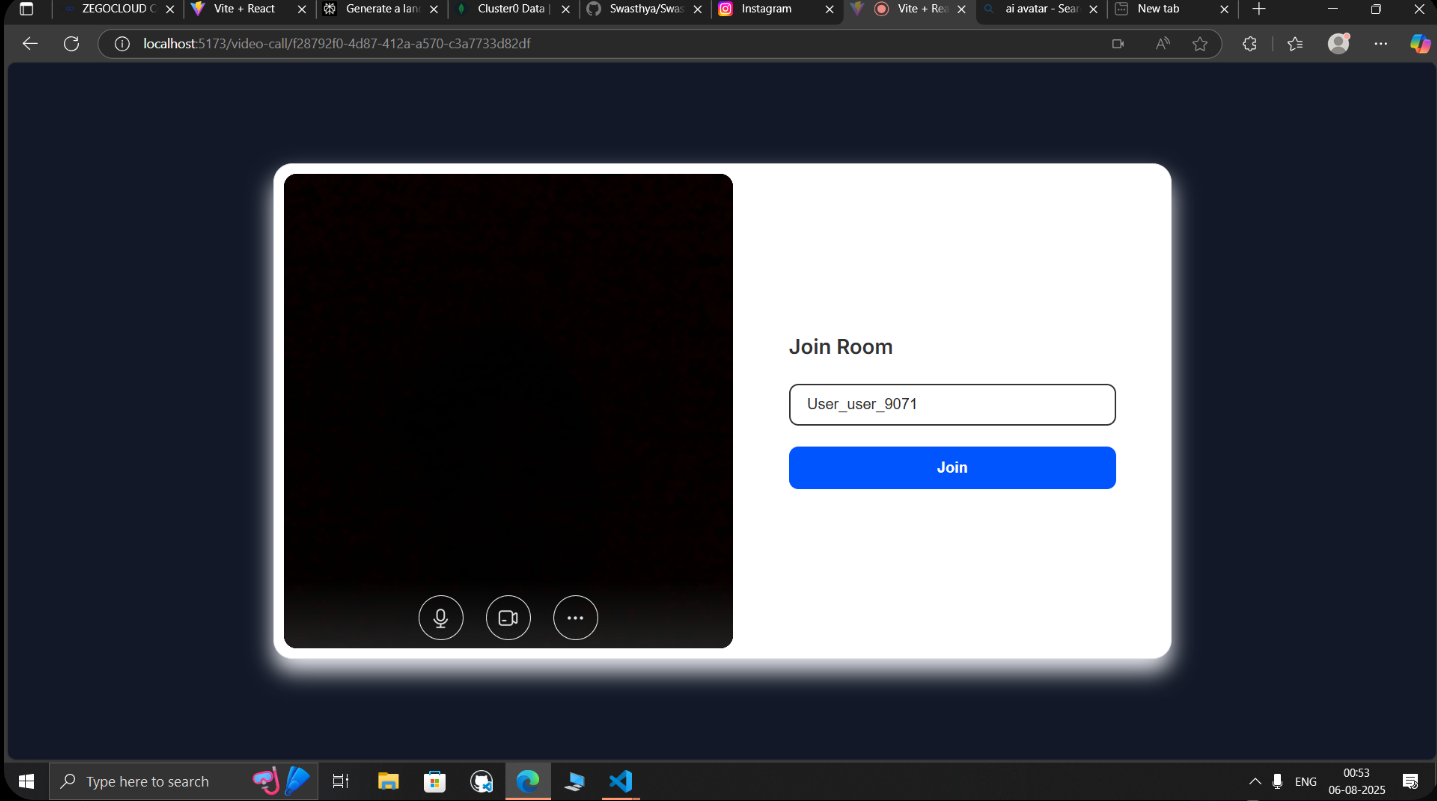 ZEGOCLOUD C
Vite + React
Generate a lan
Cluster0 Data |
Swasthya/Swas
Instagram
Vite + Rea
ai avatar - Sear
New tab
localhost:5173/video-call/f28792f0-4d87-412a-a570-c3a7733d82df
Join Room
User_user_9071
Join
Type here to search
ENG
00:53
06-08-2025